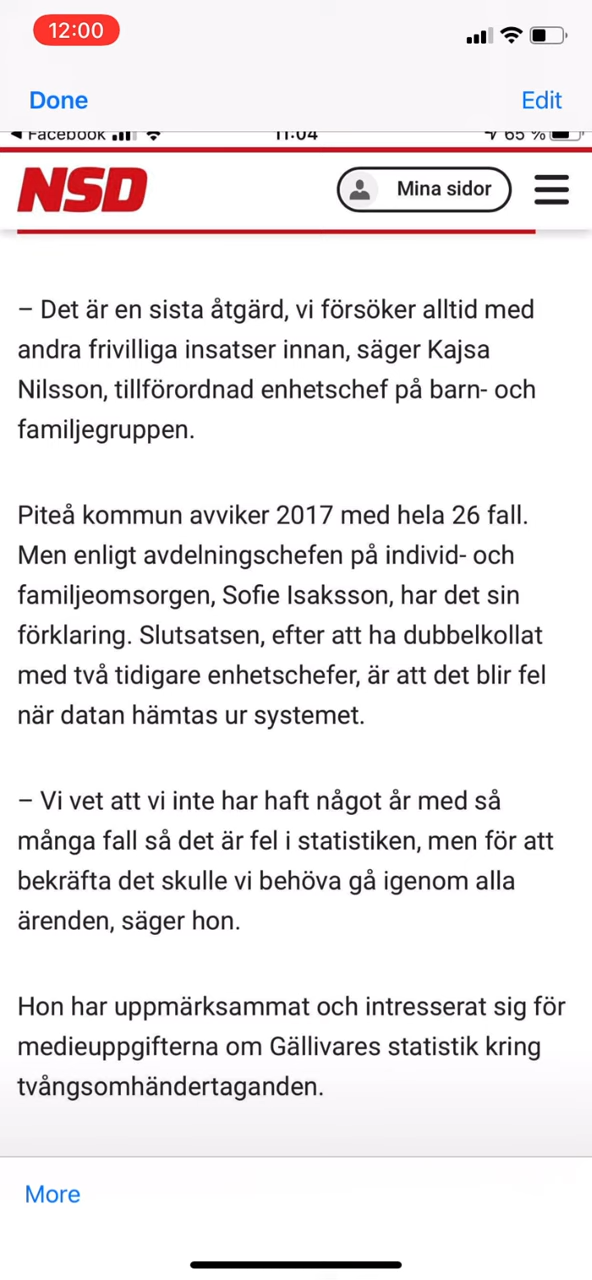 12:00
Done
Edit
Facebook
11:04
65 %
NSD
Mina sidor
– Det är en sista åtgärd, vi försöker alltid med
andra frivilliga insatser innan, säger Kajsa
Nilsson, tillförordnad enhetschef på barn- och
familjegruppen.
Piteå kommun avviker 2017 med hela 26 fall.
Men enligt avdelningschefen på individ- och
familjeomsorgen, Sofie Isaksson, har det sin
förklaring. Slutsatsen, efter att ha dubbelkollat
med två tidigare enhetschefer, är att det blir fel
när datan hämtas ur systemet.
– Vi vet att vi inte har haft något år med så
många fall så det är fel i statistiken, men för att
bekräfta det skulle vi behöva gå igenom alla
ärenden, säger hon.
Hon har uppmärksammat och intresserat sig för
medieuppgifterna om Gällivares statistik kring
tvångsomhändertaganden.
More